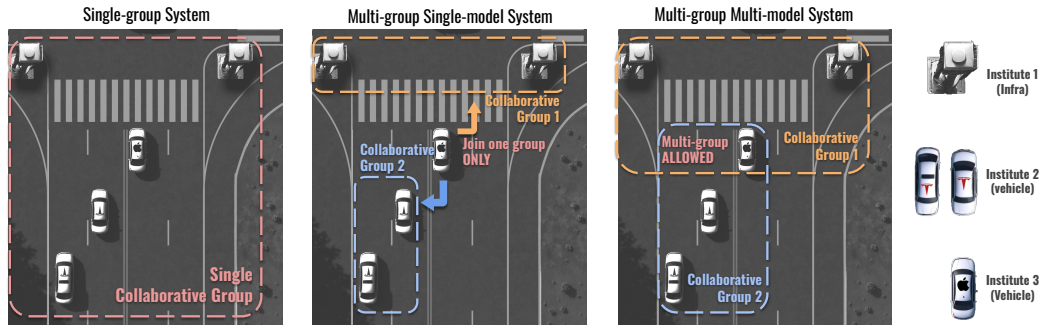 Single-group System
Multi-group Single-model System
Multi-group Multi-model System
Single
Collaborative Group
Collaborative
Group 1
Join one group
ONLY
Collaborative
Group 2
Multi-group
ALLOWED
Collaborative
Group 1
Collaborative
Group 2
Institute 1
(Infra)
Institute 2
(vehicle)
Institute 3
(Vehicle)